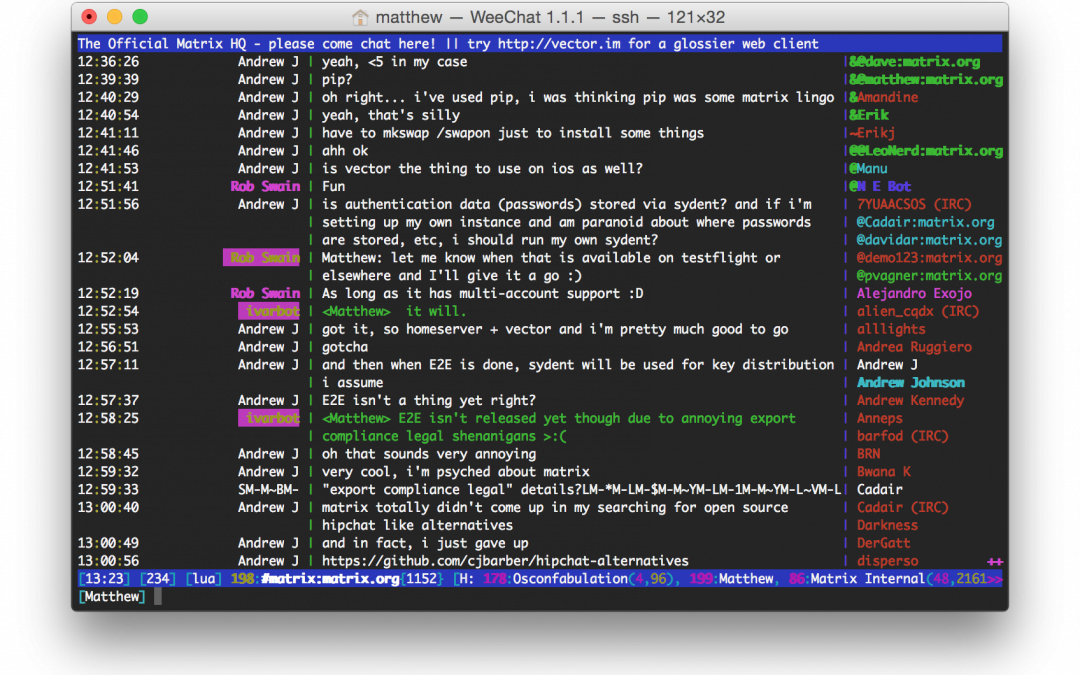 matthew — WeeChat 1.1.1 — ssh — 121×32
The Official Matrix HQ - please come chat here! || try http://vector.im for a glossier web client
12:36:26 Andrew J | yeah, <5 in my case |&@dave:matrix.org
12:39:39 Andrew J | pip? |&@matthew:matrix.org
12:40:29 Andrew J | oh right... i've used pip, i was thinking pip was some matrix lingo |&Amandine
12:40:54 Andrew J | yeah, that's silly |&Erik
12:41:11 Andrew J | have to mkswap /swapon just to install some things |~Erikj
12:41:46 Andrew J | ahh ok |@@LeoNerd:matrix.org
12:41:53 Andrew J | is vector the thing to use on ios as well? |@Manu
12:51:41 Rob Swain | Fun |@N E Bot
12:51:56 Andrew J | is authentication data (passwords) stored via sydent? and if i'm | 7YUAACSOS (IRC)
| setting up my own instance and am paranoid about where passwords | @Cadair:matrix.org
| are stored, etc, i should run my own sydent? | @davidar:matrix.org
12:52:04 Rob Swain | Matthew: let me know when that is available on testflight or | @demo123:matrix.org
| elsewhere and I'll give it a go :) | @pvagner:matrix.org
12:52:19 Rob Swain | As long as it has multi-account support :D | Alejandro Exojo
12:52:54 ivarbot | <Matthew>  it will. | alien_cqdx (IRC)
12:55:53 Andrew J | got it, so homeserver + vector and i'm pretty much good to go | alllights
12:56:51 Andrew J | gotcha | Andrea Ruggiero
12:57:11 Andrew J | and then when E2E is done, sydent will be used for key distribution | Andrew J
| i assume | Andrew Johnson
12:57:37 Andrew J | E2E isn't a thing yet right? | Andrew Kennedy
12:58:25 ivarbot | <Matthew> E2E isn't released yet though due to annoying export | Anneps
| compliance legal shenanigans >:( | barfod (IRC)
12:58:45 Andrew J | oh that sounds very annoying | BRN
12:59:32 Andrew J | very cool, i'm psyched about matrix | Bwana K
12:59:33 SM-M~BM- | "export compliance legal" details?LM-*M-LM-$M-M~YM-LM-1M-M~YM-L~VM-L| Cadair
13:00:40 Andrew J | matrix totally didn't come up in my searching for open source | Cadair (IRC)
| hipchat like alternatives | Darkness
13:00:49 Andrew J | and in fact, i just gave up | DerGatt
13:00:56 Andrew J | https://github.com/cjbarber/hipchat-alternatives | disperso ++
[13:23] [234] [lua] 198:#matrix:matrix.org{1152} [H: 178:Osconfabulation(4,96), 199:Matthew, 86:Matrix Internal(48,2161>>
[Matthew]